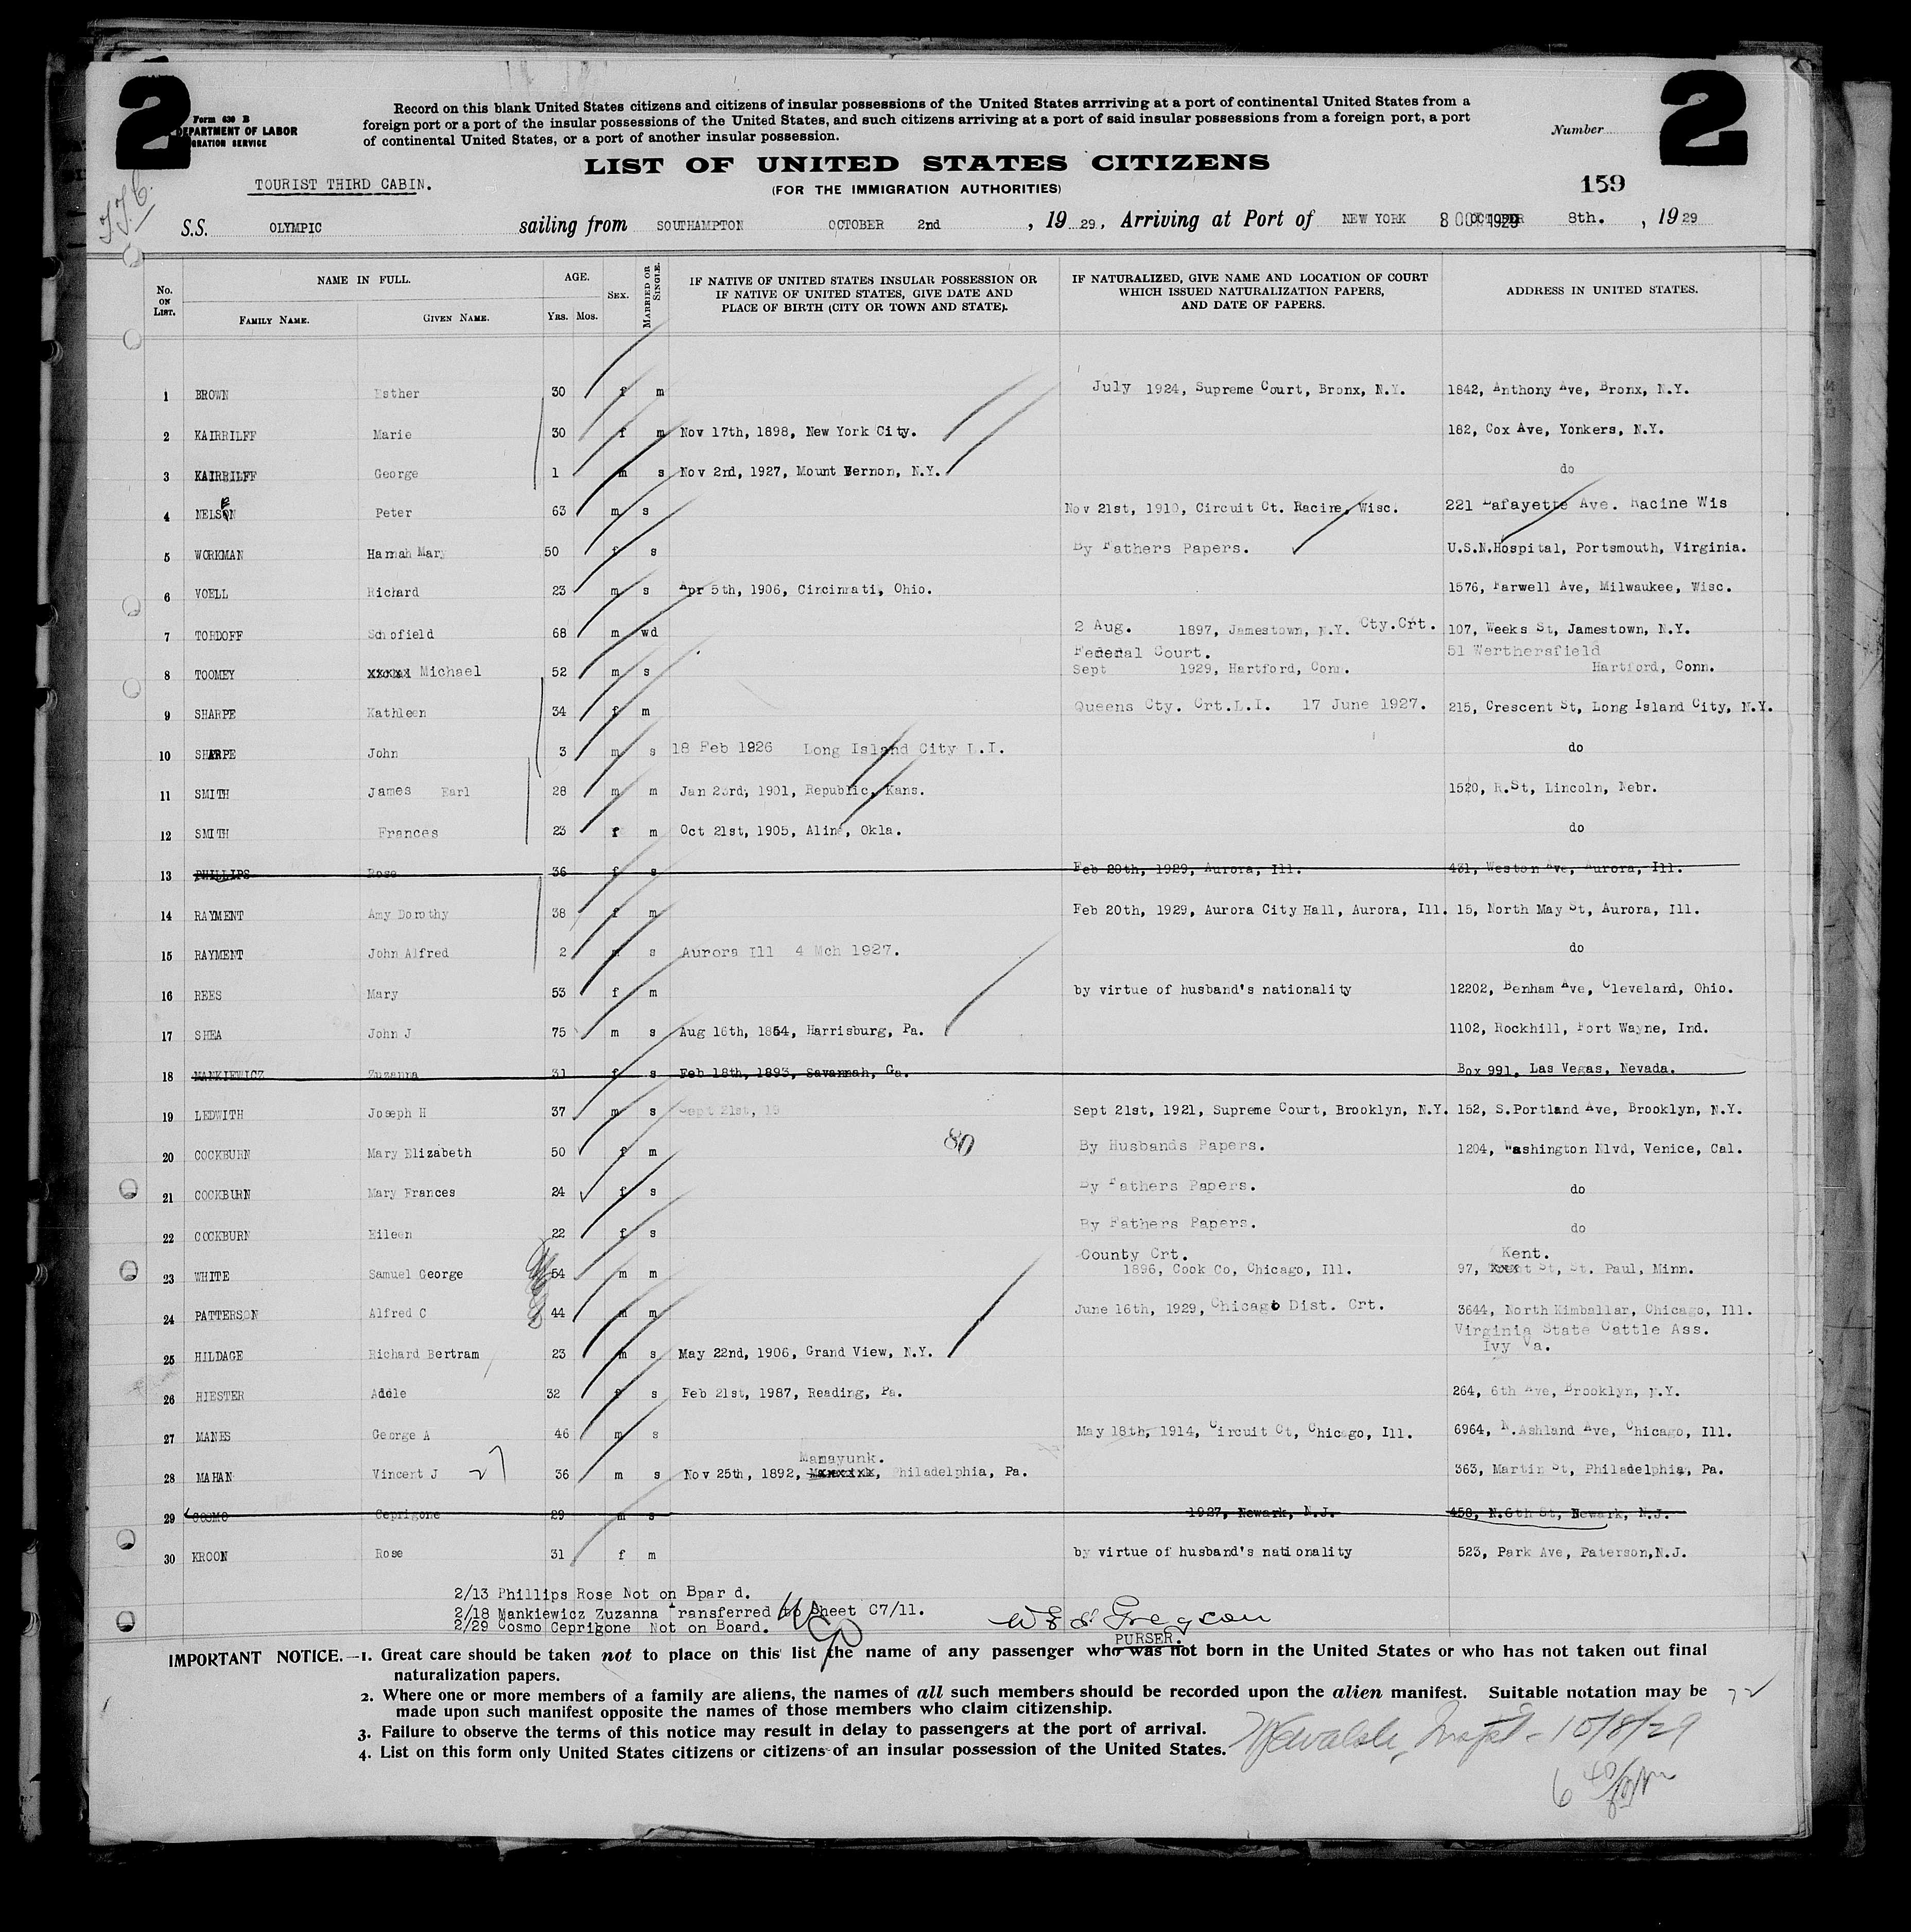 2
2
Form 630 B
DEPARTMENT OF LABOR
GRATION SERVICE
Record on this blank United States citizens and citizens of insular possessions of the United States arrriving at a port of continental United States from a
foreign port or a port of the insular possessions of the United States, and such citizens arriving at a port of said insular possessions from a foreign port, a port
of continental United States, or a port of another insular possession.
Number
LIST OF UNITED STATES CITIZENS
(FOR THE IMMIGRATION AUTHORITIES)
TOURIST THIRD CABIN.
159
T.T.C.
S.S. OLYMPIC sailing from SOUTHAMPTON OCTOBER 2nd , 19 29, Arriving at Port of NEW YORK 8 OCT 1929 OCTOBER 8th. , 19 29
No. ON LIST. NAME IN FULL. FAMILY NAME. GIVEN NAME. AGE. Yrs. Mos. SEX. MARRIED OR SINGLE. IF NATIVE OF UNITED STATES INSULAR POSSESSION OR IF NATIVE OF UNITED STATES, GIVE DATE AND PLACE OF BIRTH (CITY OR TOWN AND STATE). IF NATURALIZED, GIVE NAME AND LOCATION OF COURT WHICH ISSUED NATURALIZATION PAPERS, AND DATE OF PAPERS. ADDRESS IN UNITED STATES.
1 BROWN Esther 30 f m July 1924, Supreme Court, Bronx, N.Y. 1842, Anthony Ave, Bronx, N.Y.
2 KAIRRILFF Marie 30 f m Nov 17th, 1898, New York City. 182, Cox Ave, Yonkers, N.Y.
3 KAIRRILFF George 1 m s Nov 2nd, 1927, Mount Vernon, N.Y. do
4 NELSON E Peter 63 m s Nov 21st, 1910, Circuit Ct. Racine, Wisc. 221 Lafayette Ave. Racine Wis
5 WORKMAN Hannah Mary 50 f s By Fathers Papers. U.S.N.Hospital, Portsmouth, Virginia.
6 VOELL Richard 23 m s Apr 5th, 1906, Circinnati, Ohio. 1576, Farwell Ave, Milwaukee, Wisc.
7 TORDOFF Schofield 68 m wd 2 Aug. 1897, Jamestown, N.Y. Cty.Crt. 107, Weeks St, Jamestown, N.Y.
Federal Court. 51 Werthersfield
8 TOOMEY xxxxx Michael 52 m s Sept 1929, Hartford, Conn. Hartford, Conn.
9 SHARPE Kathleen 34 f m Queens Cty. Crt.L.I. 17 June 1927. 215, Crescent St, Long Island City, N.Y.
10 SHARPE John 3 m s 18 Feb 1926 Long Island City L.I. do
11 SMITH James Earl 28 m m Jan 23rd, 1901, Republic, Kans. 1520, R.St, Lincoln, Nebr.
12 SMITH Frances 23 f m Oct 21st, 1905, Aline, Okla. do
13 PHILLIPS Rose 36 f s Feb 20th, 1929, Aurora, Ill. 431, Weston Ave, Aurora, Ill.
14 RAYMENT Amy Dorothy 38 f m Feb 20th, 1929, Aurora City Hall, Aurora, Ill. 15, North May St, Aurora, Ill.
15 RAYMENT John Alfred 2 m s Aurora Ill 4 Mch 1927. do
16 REES Mary 53 f m by virtue of husband's nationality 12202, Benham Ave, Cleveland, Ohio.
17 SHEA John J 75 m s Aug 16th, 1854, Harrisburg, Pa. 1102, Rockhill, Fort Wayne, Ind.
18 MANKIEWICZ Zuzanna 31 f s Feb 18th, 1893, Savannah, Ga. Box 991, Las Vegas, Nevada.
19 LEDWITH Joseph H 37 m s Sept 21st, 19 Sept 21st, 1921, Supreme Court, Brooklyn, N.Y. 152, S.Portland Ave, Brooklyn, N.Y.
80
20 COCKBURN Mary Elizabeth 50 f m By Husbands Papers. 1204, Washington Nlvd, Venice, Cal.
21 COCKBURN Mary Frances 24 f s By Fathers Papers. do
22 COCKBURN Eileen 22 f s By Fathers Papers. do
County Crt. Kent.
23 WHITE Samuel George 54 m m 1896, Cook Co, Chicago, Ill. 97, St, St. Paul, Minn.
24 PATTERSON Alfred C 44 m m June 16th, 1929, Chicago Dist. Crt. 3644, North Kimballar, Chicago, Ill.
Virginia State Cattle Ass.
25 HILDAGE Richard Bertram 23 m s May 22nd, 1906, Grand View, N.Y. Ivy Va.
26 HIESTER Adele 32 f s Feb 21st, 1987, Reading, Pa. 264, 6th Ave, Brooklyn, N.Y.
27 MANES George A 46 m s May 18th, 1914, Circuit Ct, Chicago, Ill. 6964, N.Ashland Ave, Chicago, Ill.
Manayunk.
28 MAHAN Vincent J 36 m s Nov 25th, 1892, Philadelphia, Pa. 363, Martin St, Philadelphia, Pa.
29 COSMO Ceprigone 29 m s 1927, Newark, N.J. 458, N.6th St, Newark, N.J.
30 KROON Rose 31 f m by virtue of husband's nationality 523, Park Ave, Paterson,N.J.
2/13 Phillips Rose Not on Bpar d.
2/18 Mankiewicz Zuzanna Transferred to Sheet C7/11.
2/29 Cosmo Ceprigone Not on Board.
PURSER.
IMPORTANT NOTICE.—1. Great care should be taken not to place on this list the name of any passenger who was not born in the United States or who has not taken out final
naturalization papers.
2. Where one or more members of a family are aliens, the names of all such members should be recorded upon the alien manifest. Suitable notation may be
made upon such manifest opposite the names of those members who claim citizenship.
3. Failure to observe the terms of this notice may result in delay to passengers at the port of arrival.
4. List on this form only United States citizens or citizens of an insular possession of the United States.
10/8/29